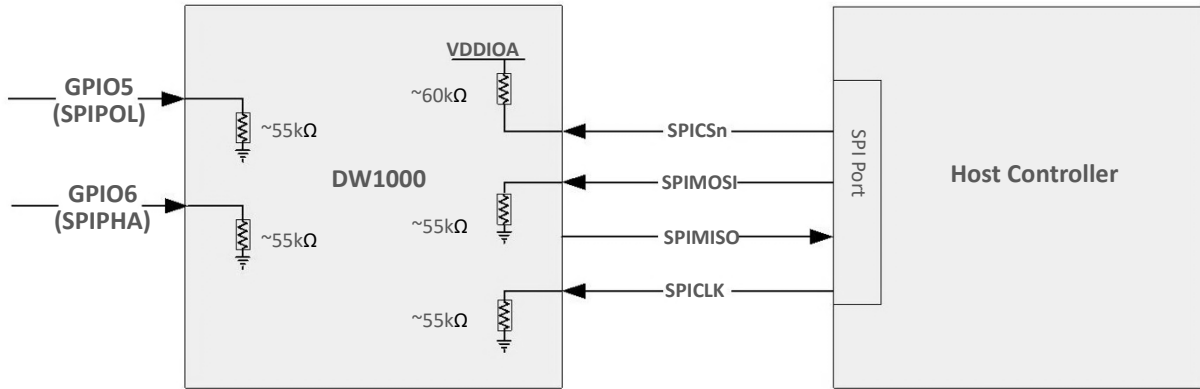 GPIO5
(SPIPOL)
~55kΩ
GPIO6
(SPIPHA)
~55kΩ
DW1000
VDDIOA
~60kΩ
~55kΩ
~55kΩ
SPICSn
SPIMOSI
SPIMISO
SPICLK
SPI Port
Host Controller